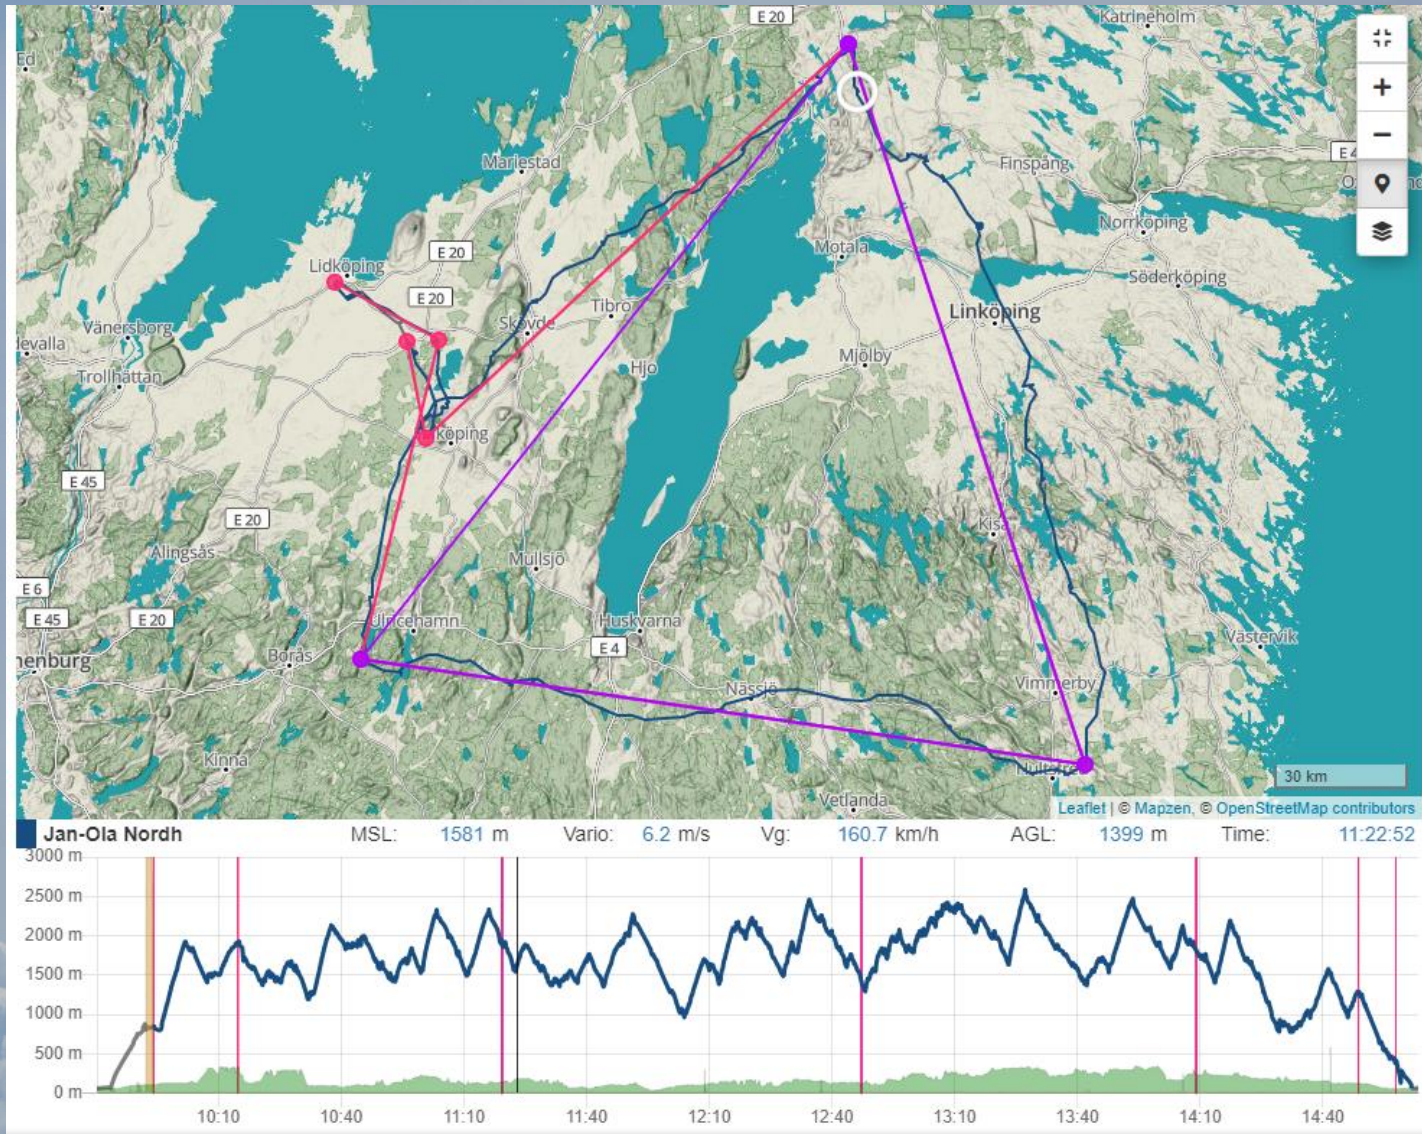 E 20
Katrineholm
Ed
Mariestad
Finspång
E 4
Norrköping
Motala
E 20
Lidköping
Söderköping
E 20
Tibro
Skövde
Linköping
Vänersborg
devalla
Mjölby
Hjo
Trollhättan
köping
E 45
E 20
Kisa
Alingsås
Mullsjö
E 6
E 45
E 20
Ulricehamn
Huskvarna
Västervik
E 4
Borås
henburg
Nässjö
Vimmerby
Kinna
30 km
Vetlanda
Leaflet | © Mapzen, © OpenStreetMap contributors
Jan-Ola Nordh MSL: 1581 m Vario: 6.2 m/s Vg: 160.7 km/h AGL: 1399 m Time: 11:22:52
3000 m
2500 m
2000 m
1500 m
1000 m
500 m
0 m
10:10 10:40 11:10 11:40 12:10 12:40 13:10 13:40 14:10 14:40